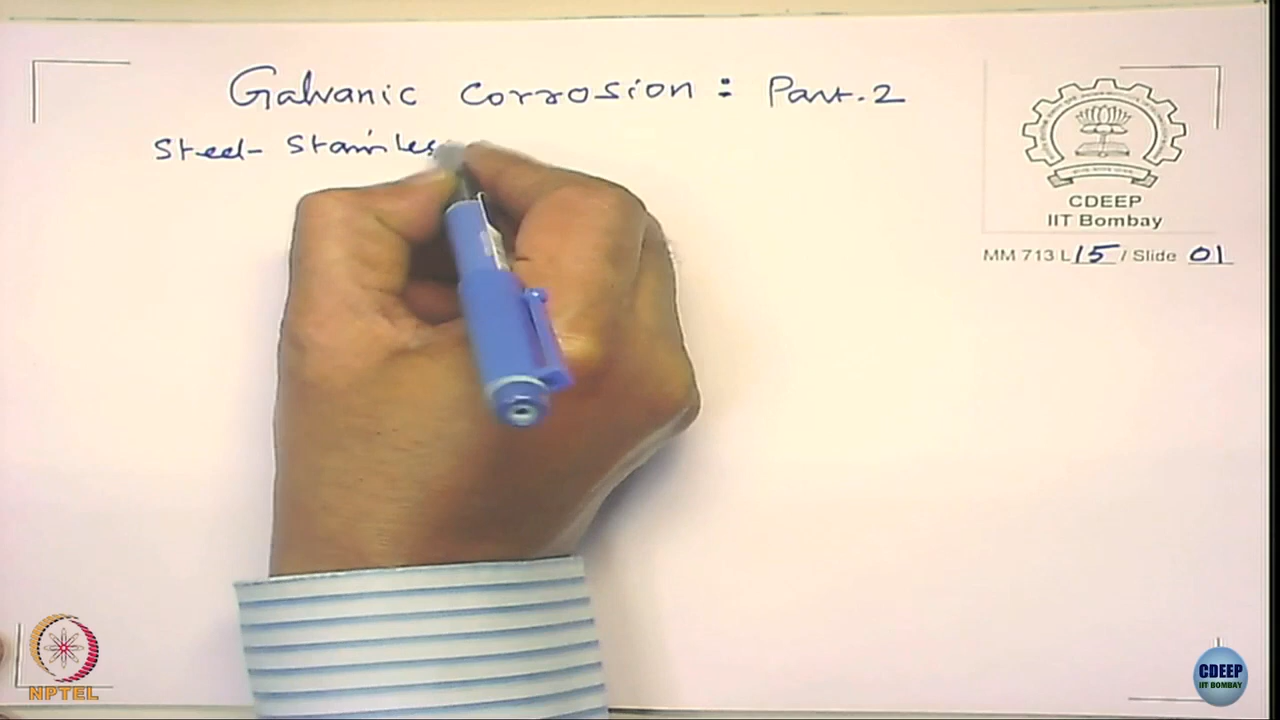 Galvanic Corrosion : Part.2
Steel- Stainles
CDEEP
IIT Bombay
MM 713 L 15 / Slide 01
NPTEL
CDEEP
IIT BOMBAY